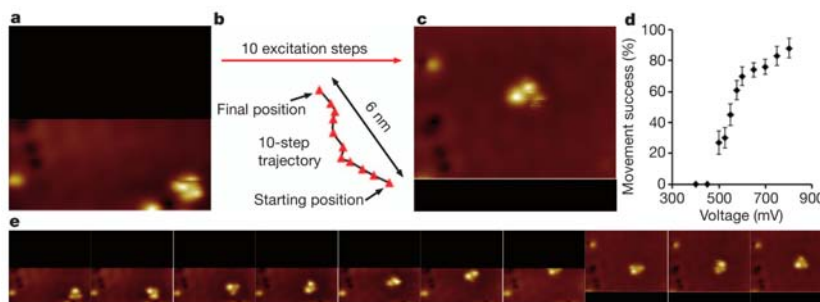 a
b
10 excitation steps
Final position
6 nm
10-step
trajectory
Starting position
c
d
Movement success (%)
100
80
60
40
20
0
300
500
700
900
Voltage (mV)
e